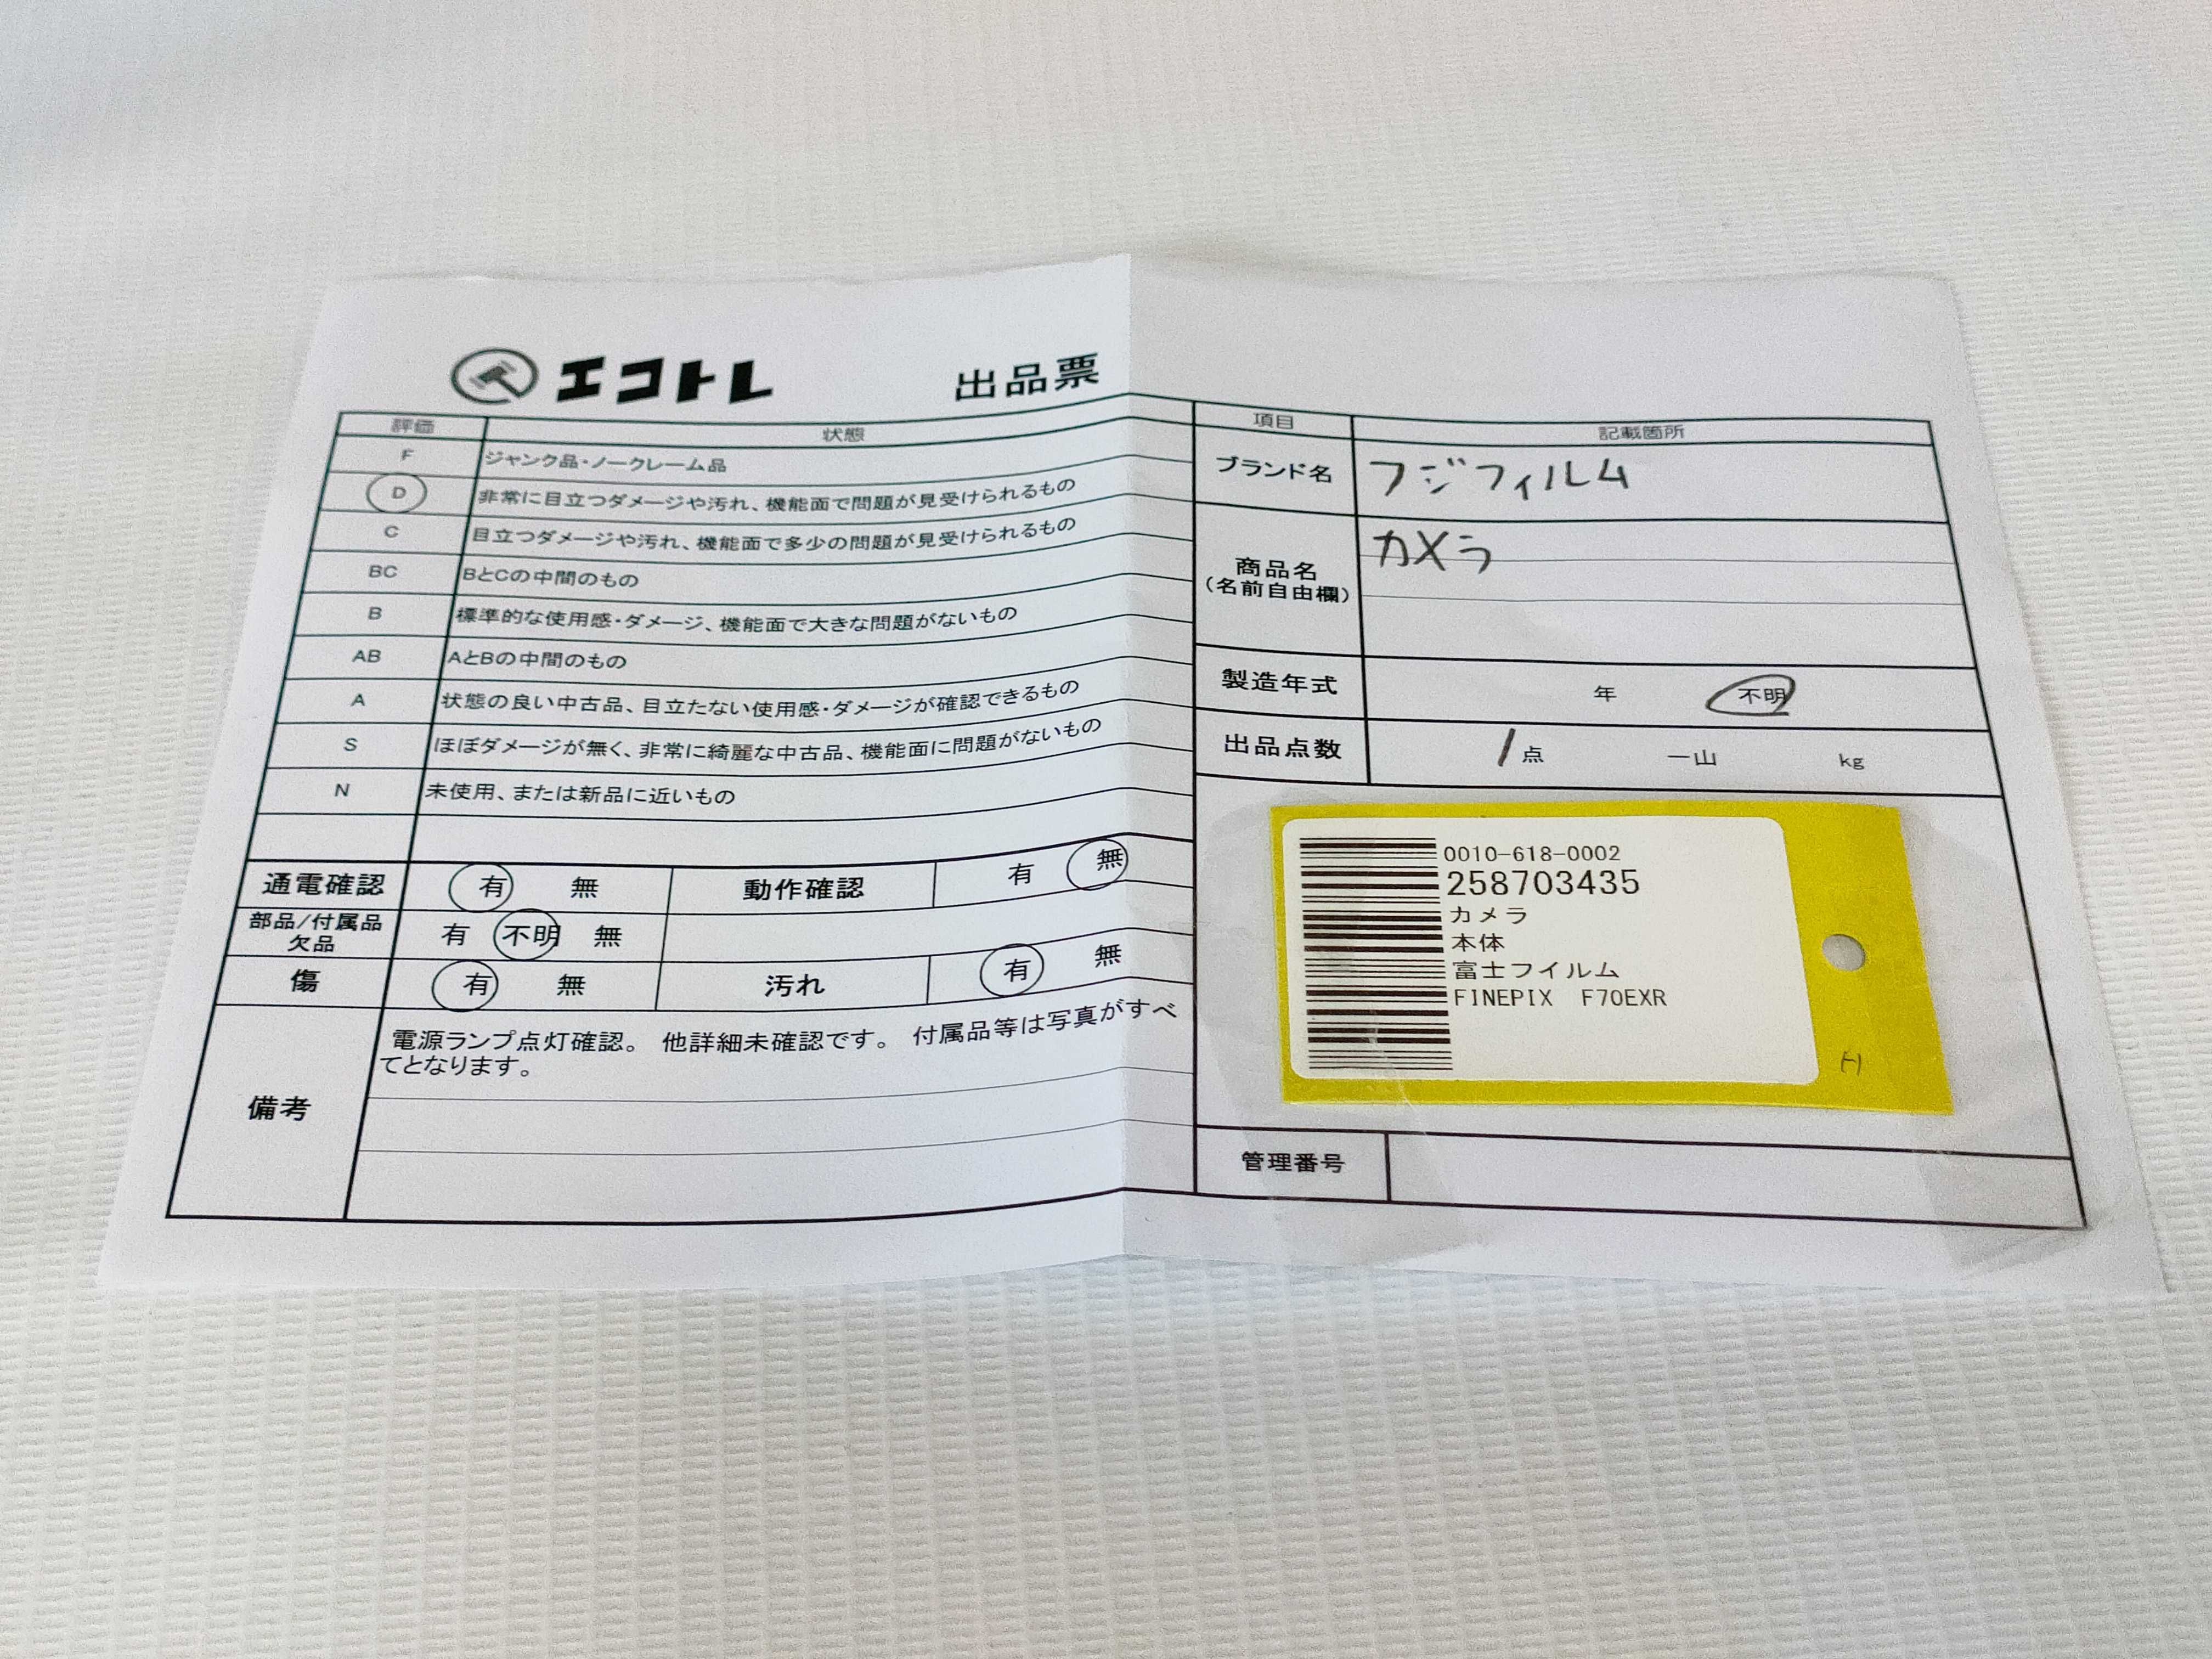 エコトレ 出品票
評価 状態
F ジャンク品・ノークレーム品
D 非常に目立つダメージや汚れ、機能面で問題が見受けられるもの
C 目立つダメージや汚れ、機能面で多少の問題が見受けられるもの
BC BとCの中間のもの
B 標準的な使用感・ダメージ、機能面で大きな問題がないもの
AB AとBの中間のもの
A 状態の良い中古品、目立たない使用感・ダメージが確認できるもの
S ほぼダメージが無く、非常に綺麗な中古品、機能面に問題がないもの
N 未使用、または新品に近いもの
通電確認 有 無 動作確認 有 無
部品/付属品
欠品 有 不明 無
傷 有 無 汚れ 有 無
備考
電源ランプ点灯確認。 他詳細未確認です。 付属品等は写真がすべ
てとなります。
項目 記載箇所
ブランド名 フジフィルム
商品名
(名前自由欄)
カメラ
製造年式 年 不明
出品点数 1点 一山 kg
0010-618-0002
258703435
カメラ
本体
富士フイルム
FINEPIX F70EXR
管理番号